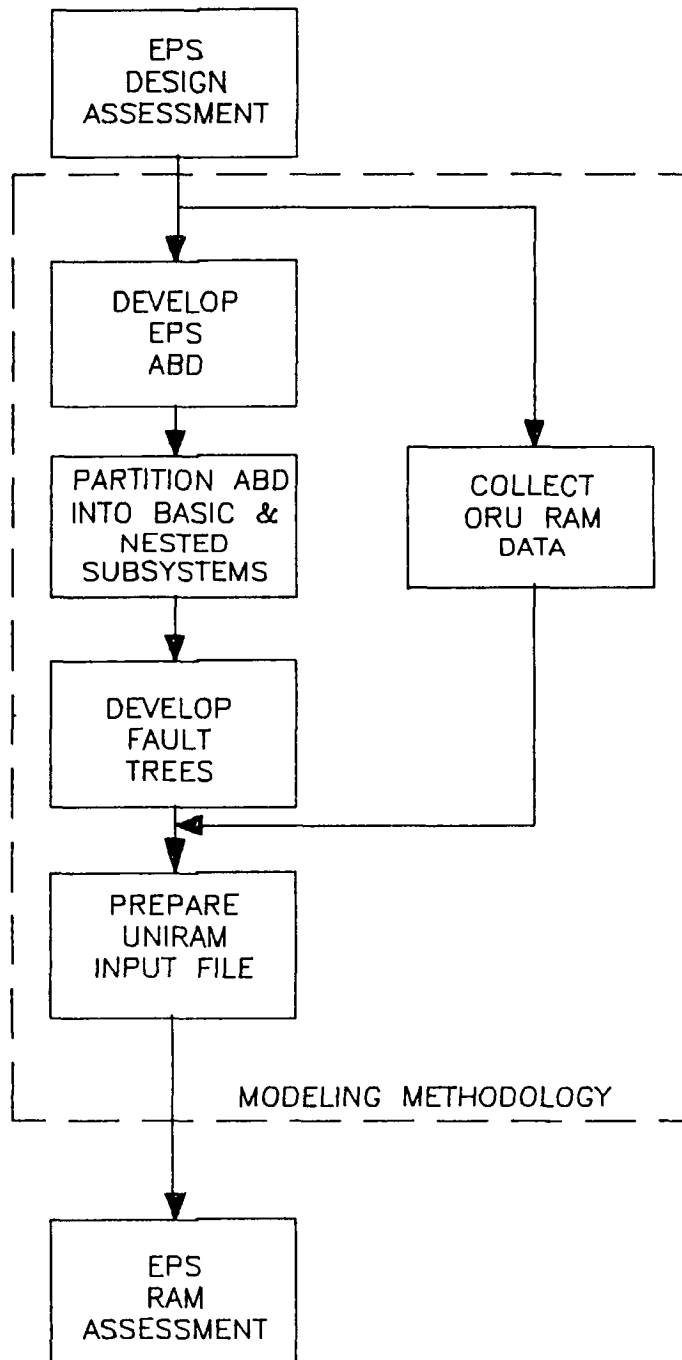 EPS
DESIGN
ASSESSMENT
DEVELOP
EPS
ABD
PARTITION ABD
INTO BASIC &
NESTED
SUBSYSTEMS
COLLECT
ORU RAM
DATA
DEVELOP
FAULT
TREES
PREPARE
UNIRAM
INPUT FILE
MODELING METHODOLOGY
EPS
RAM
ASSESSMENT